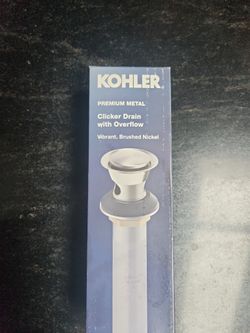 KOHLER
PREMIUM METAL
Clicker Drain
with Overflow
Vibrant, Brushed Nickel